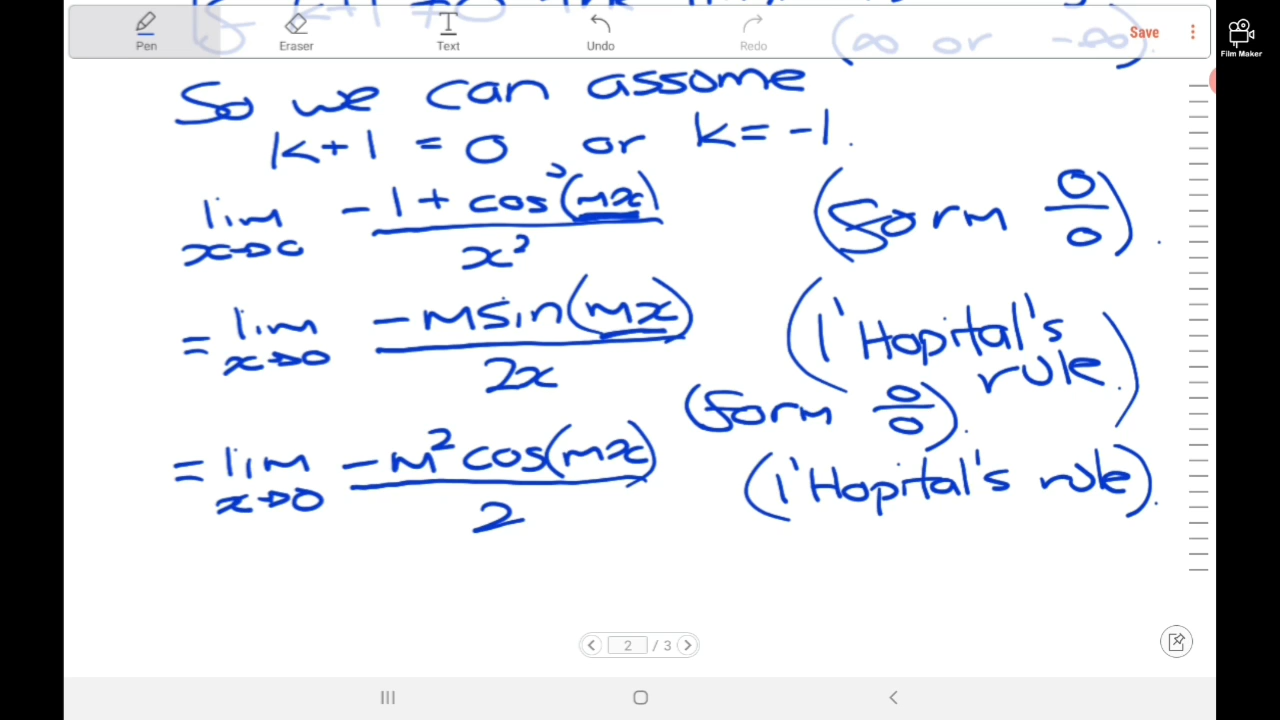 Pen
Eraser
Text
Undo
Redo
Save
Film Maker
(∞ or -∞).
So we can assume
k+1 = 0 or k = -1.
lim x→0 -1 + cos(mx) / x² (form 0/0).
= lim x→0 -m sin(mx) / 2x (l'Hopital's rule.)
(form 0/0).
= lim x→0 -m² cos(mx) / 2 (l'Hopital's rule).
2 / 3